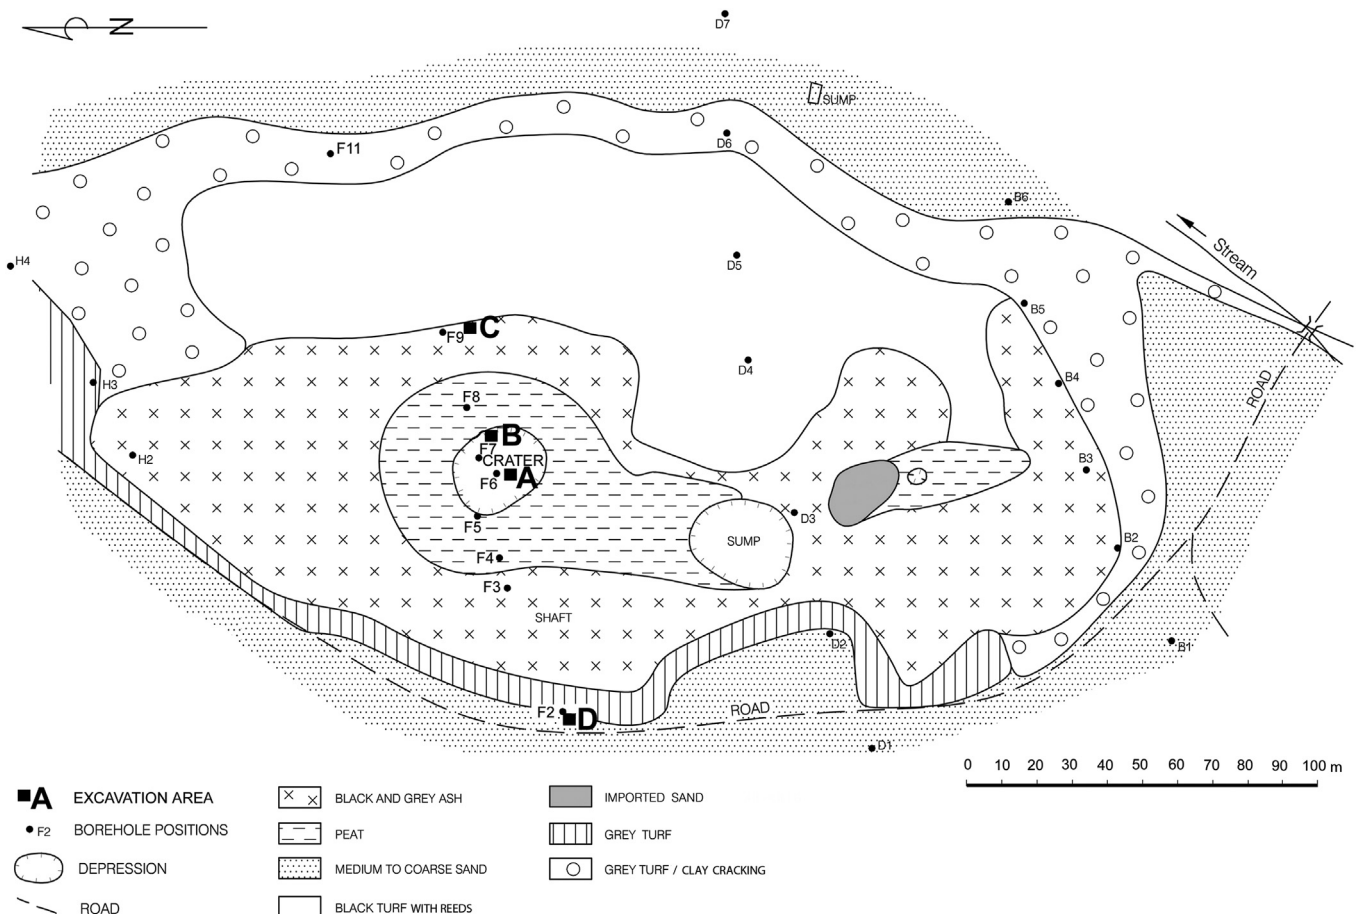 N
D7
SUMP
F11
D6
B6
H4
Stream
D5
B5
F9 C
D4
B4
H3
ROAD
F8
B
F7
CRATER
H2
F6 A
B3
F5
D3
SUMP
B2
F4
F3
SHAFT
D2
B1
F2 D
ROAD
D1
0 10 20 30 40 50 60 70 80 90 100 m
A EXCAVATION AREA
F2 BOREHOLE POSITIONS
DEPRESSION
ROAD
BLACK AND GREY ASH
PEAT
MEDIUM TO COARSE SAND
BLACK TURF WITH REEDS
IMPORTED SAND
GREY TURF
GREY TURF / CLAY CRACKING